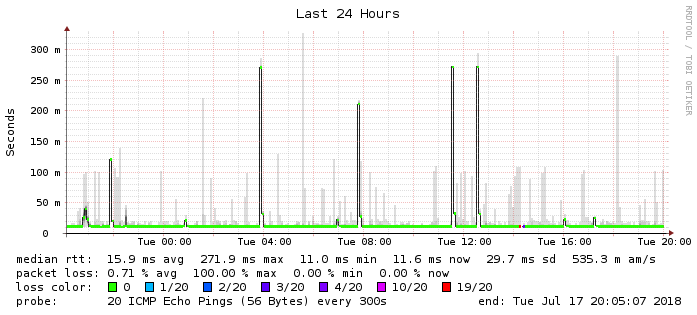 Last 24 Hours
RRDTOOL / TOBI OETIKER
Seconds
300 m
250 m
200 m
150 m
100 m
50 m
0
Tue 00:00 Tue 04:00 Tue 08:00 Tue 12:00 Tue 16:00 Tue 20:00
median rtt: 15.9 ms avg 271.9 ms max 11.0 ms min 11.6 ms now 29.7 ms sd 535.3 m am/s
packet loss: 0.71 % avg 100.00 % max 0.00 % min 0.00 % now
loss color: 0 1/20 2/20 3/20 4/20 10/20 19/20
probe: 20 ICMP Echo Pings (56 Bytes) every 300s end: Tue Jul 17 20:05:07 2018